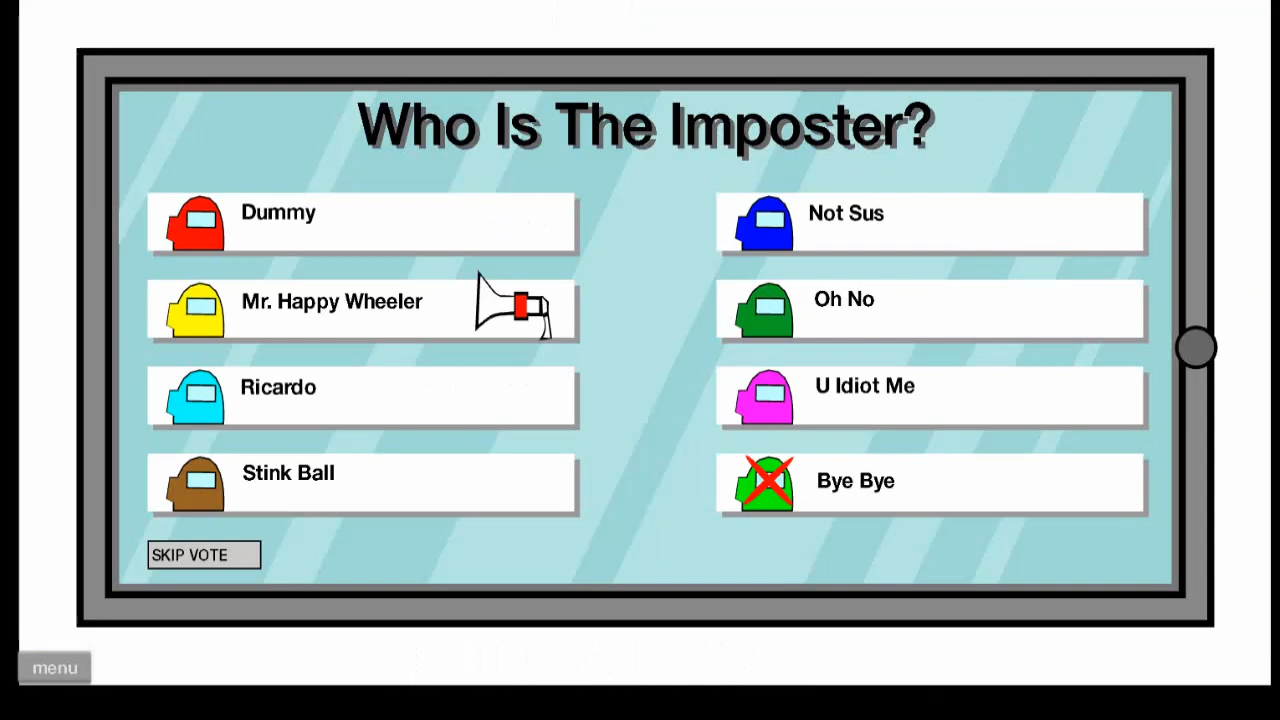 Who Is The Imposter?
Dummy
Not Sus
Mr. Happy Wheeler
Oh No
Ricardo
U Idiot Me
Stink Ball
Bye Bye
SKIP VOTE
menu